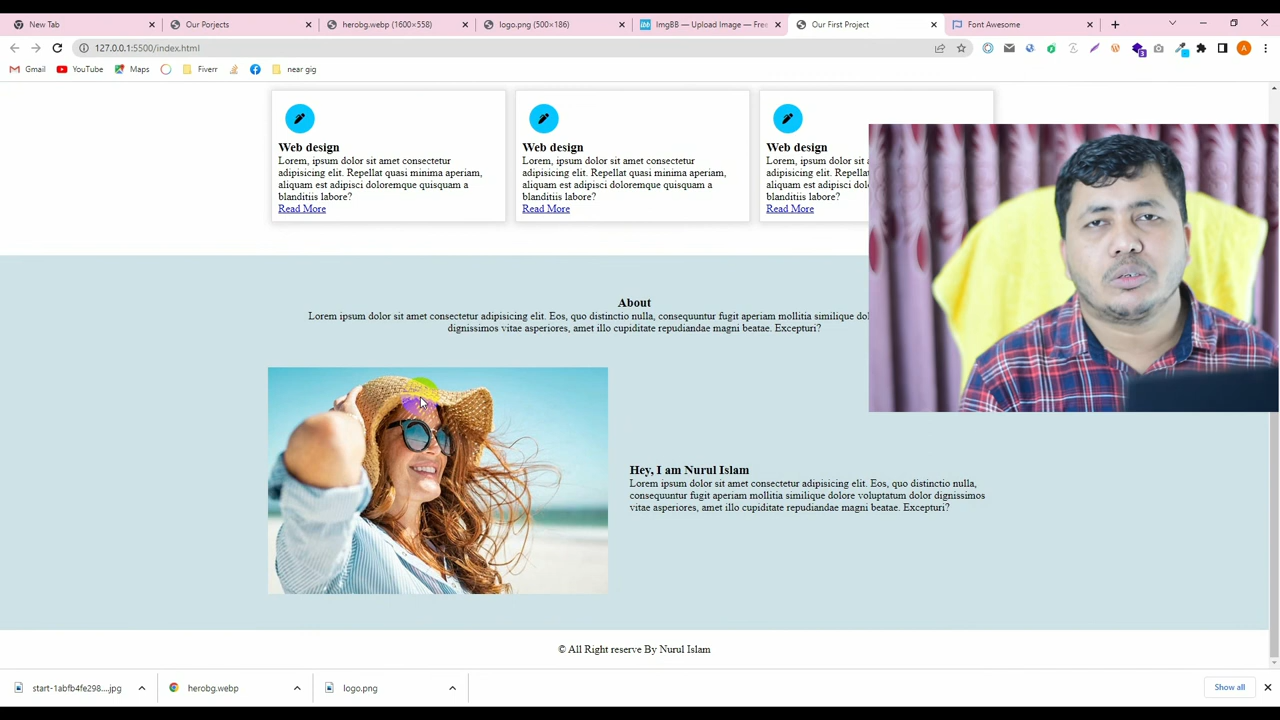 New Tab
Our Porjects
herobg.webp (1600×558)
logo.png (500×186)
ImgBB — Upload Image — Free
Our First Project
Font Awesome
127.0.0.1:5500/index.html
A
3
Gmail
YouTube
Maps
Fiverr
near gig
Web design
Lorem, ipsum dolor sit amet consectetur
adipisicing elit. Repellat quasi minima aperiam,
aliquam est adipisci doloremque quisquam a
blanditiis labore?
Read More
Web design
Lorem, ipsum dolor sit amet consectetur
adipisicing elit. Repellat quasi minima aperiam,
aliquam est adipisci doloremque quisquam a
blanditiis labore?
Read More
Web design
Lorem, ipsum dolor sit a
adipisicing elit. Repellat
aliquam est adipisci do
blanditiis labore?
Read More
About
Lorem ipsum dolor sit amet consectetur adipisicing elit. Eos, quo distinctio nulla, consequuntur fugit aperiam mollitia similique dol
dignissimos vitae asperiores, amet illo cupiditate repudiandae magni beatae. Excepturi?
Hey, I am Nurul Islam
Lorem ipsum dolor sit amet consectetur adipisicing elit. Eos, quo distinctio nulla,
consequuntur fugit aperiam mollitia similique dolore voluptatum dolor dignissimos
vitae asperiores, amet illo cupiditate repudiandae magni beatae. Excepturi?
© All Right reserve By Nurul Islam
start-1abfb4fe298....jpg
herobg.webp
logo.png
Show all